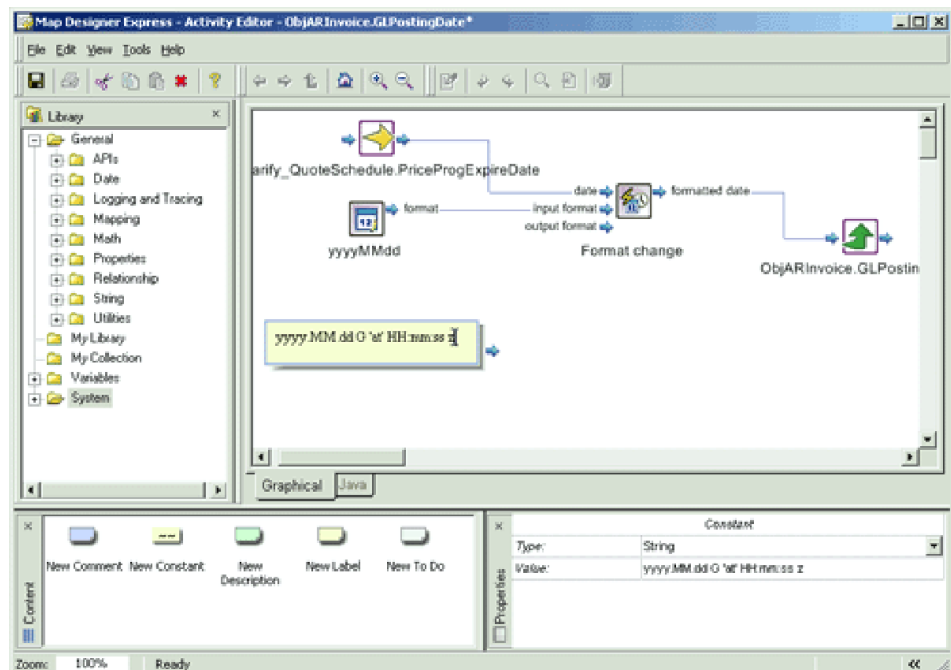 Map Designer Express - Activity Editor - ObjARInvoice.GLPostingDate*
File Edit View Tools Help
Library
General
APIs
Date
Logging and Tracing
Mapping
Math
Properties
Relationship
String
Utilities
My Library
My Collection
Variables
System
arify_QuoteSchedule.PriceProgExpireDate
format
yyyyMMdd
date
input format
output format
formatted date
Format change
ObjARInvoice.GLPostin
yyyy.MM.dd G 'at' HH:mm:ss z
Graphical Java
Content
New Comment New Constant New Description New Label New To Do
Properties
Constant
Type: String
Value: yyyy.MM.dd G 'at' HH:mm:ss z
Zoom: 100% Ready